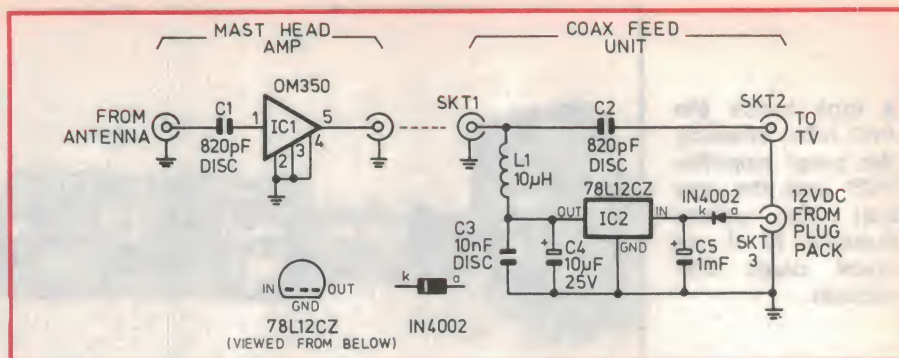 MAST HEAD
AMP
COAX FEED
UNIT
OM350
FROM
ANTENNA
C1
820pF
DISC
1
IC1
5
2
3
4
SKT1
C2
820pF
DISC
SKT2
TO
TV
L1
10µH
78L12CZ
OUT
IC2
IN
GND
IN4002
k
a
12VDC
FROM
PLUG
PACK
SKT
3
C3
10nF
DISC
+
C4
10µF
25V
+
C5
1mF
IN
OUT
GND
78L12CZ
(VIEWED FROM BELOW)
k
a
IN4002